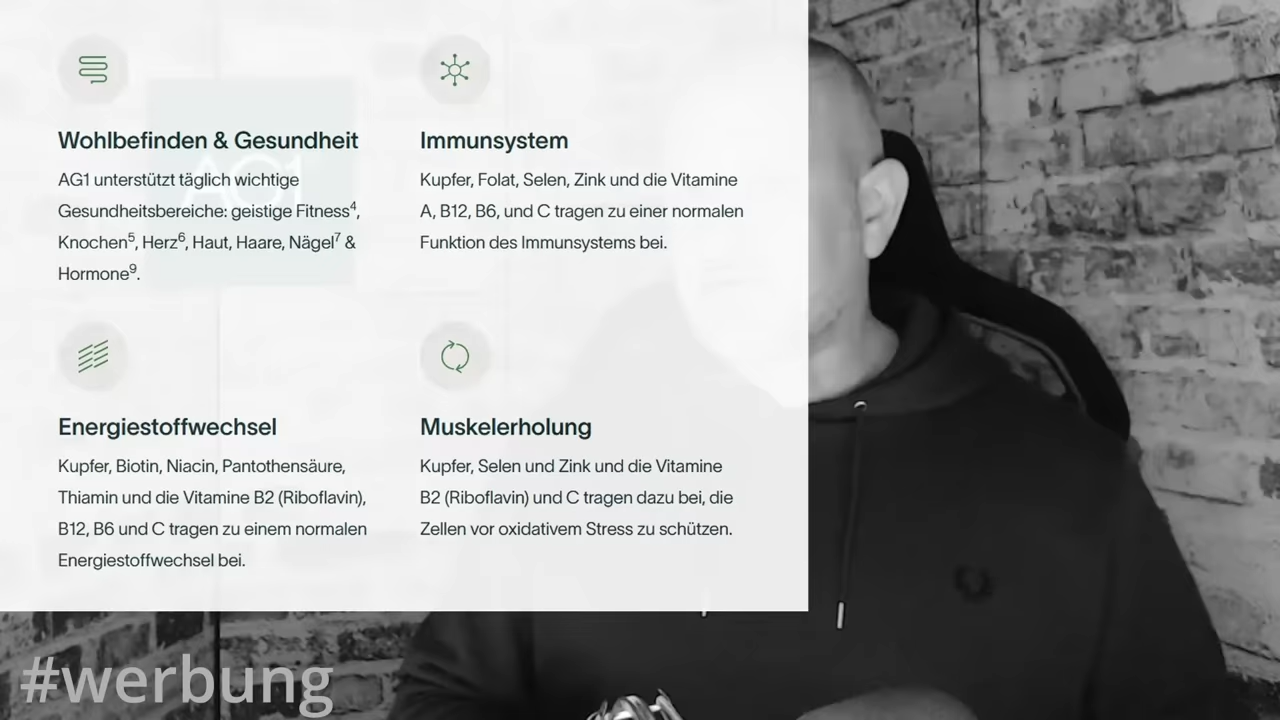 Wohlbefinden & Gesundheit
AG1 unterstützt täglich wichtige
Gesundheitsbereiche: geistige Fitness⁴,
Knochen⁵, Herz⁶, Haut, Haare, Nägel⁷ &
Hormone⁹.
Immunsystem
Kupfer, Folat, Selen, Zink und die Vitamine
A, B12, B6, und C tragen zu einer normalen
Funktion des Immunsystems bei.
Energiestoffwechsel
Kupfer, Biotin, Niacin, Pantothensäure,
Thiamin und die Vitamine B2 (Riboflavin),
B12, B6 und C tragen zu einem normalen
Energiestoffwechsel bei.
Muskelerholung
Kupfer, Selen und Zink und die Vitamine
B2 (Riboflavin) und C tragen dazu bei, die
Zellen vor oxidativem Stress zu schützen.
AG1
#werbung